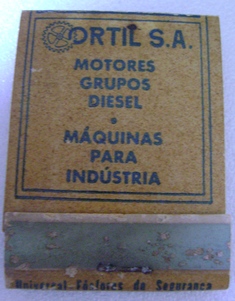 ORTIL S.A.
MOTORES
GRUPOS
DIESEL
•
MÁQUINAS
PARA
INDÚSTRIA
Universal Fósforos de Segurança